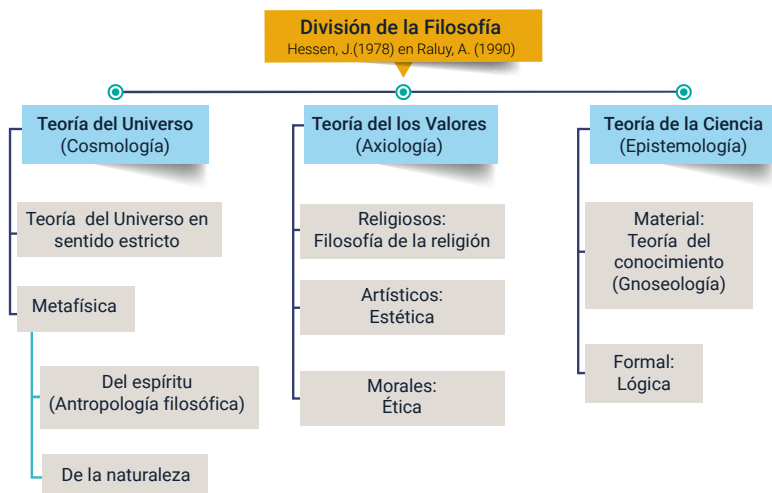 División de la Filosofía
Hessen, J.(1978) en Raluy, A. (1990)
Teoría del Universo
(Cosmología)
Teoría del Universo en
sentido estricto
Metafísica
Del espíritu
(Antropología filosófica)
De la naturaleza
Teoría del los Valores
(Axiología)
Religiosos:
Filosofía de la religión
Artísticos:
Estética
Morales:
Ética
Teoría de la Ciencia
(Epistemología)
Material:
Teoría del
conocimiento
(Gnoseología)
Formal:
Lógica